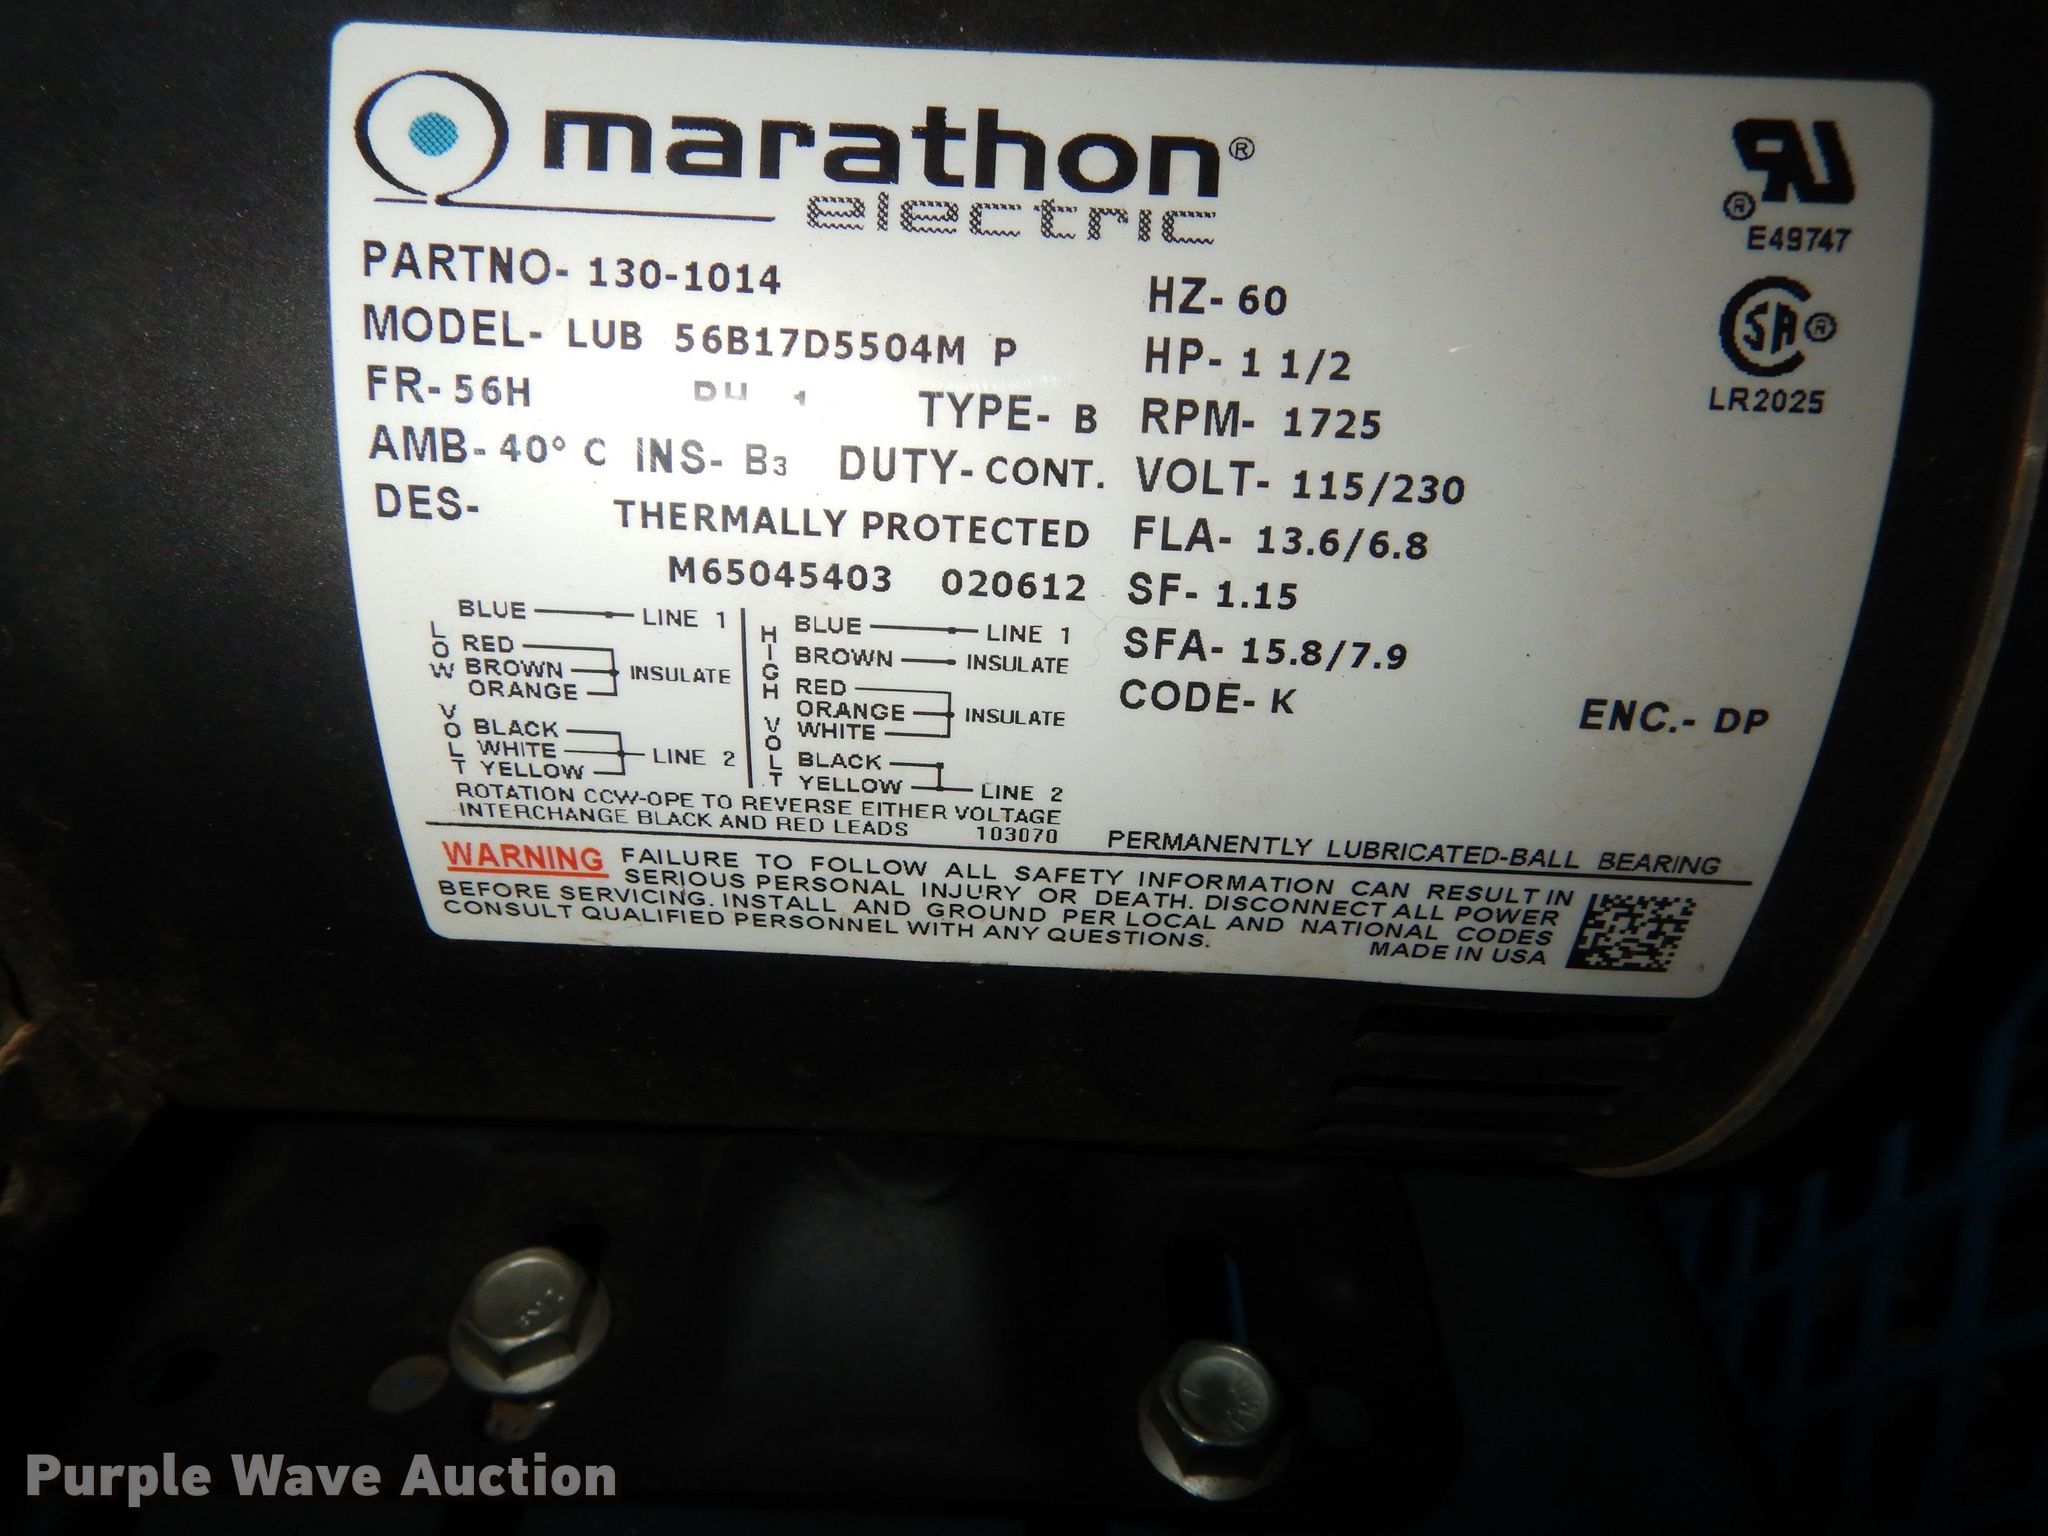 marathon®
electric
® E49747
SA ®
LR2025
PARTNO- 130-1014
MODEL- LUB 56B17D5504M P
FR- 56H PH 1 TYPE- B
AMB- 40° C INS- B3 DUTY- CONT.
DES- THERMALLY PROTECTED
M65045403 020612
HZ- 60
HP- 1 1/2
RPM- 1725
VOLT- 115/230
FLA- 13.6/6.8
SF- 1.15
SFA- 15.8/7.9
CODE- K
ENC.- DP
LOW VOLT
BLUE LINE 1
RED
BROWN INSULATE
ORANGE
BLACK
WHITE LINE 2
YELLOW
HIGH VOLT
BLUE LINE 1
BROWN INSULATE
RED
ORANGE INSULATE
WHITE
BLACK
YELLOW LINE 2
ROTATION CCW-OPE TO REVERSE EITHER VOLTAGE
INTERCHANGE BLACK AND RED LEADS 103070
PERMANENTLY LUBRICATED-BALL BEARING
WARNING FAILURE TO FOLLOW ALL SAFETY INFORMATION CAN RESULT IN
SERIOUS PERSONAL INJURY OR DEATH. DISCONNECT ALL POWER
BEFORE SERVICING. INSTALL AND GROUND PER LOCAL AND NATIONAL CODES
CONSULT QUALIFIED PERSONNEL WITH ANY QUESTIONS.
MADE IN USA
Purple Wave Auction